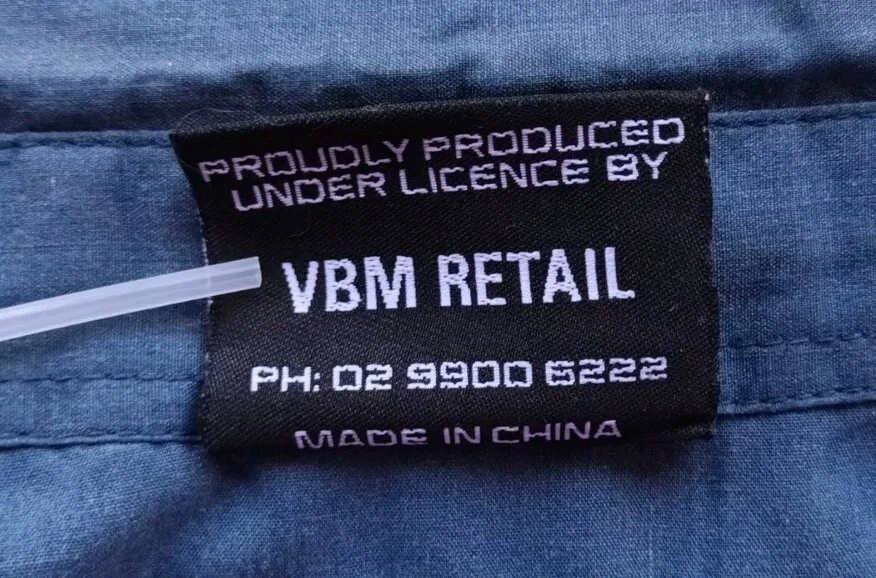 PROUDLY PRODUCED
UNDER LICENCE BY
VBM RETAIL
PH: 02 9900 6222
MADE IN CHINA